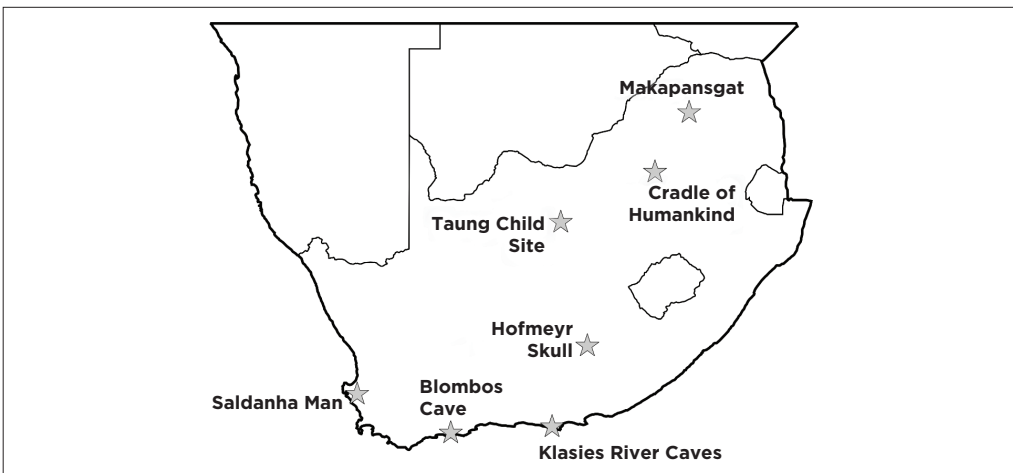 Makapansgat
Cradle of
Humankind
Taung Child
Site
Hofmeyr
Skull
Blombos
Cave
Saldanha Man
Klasies River Caves